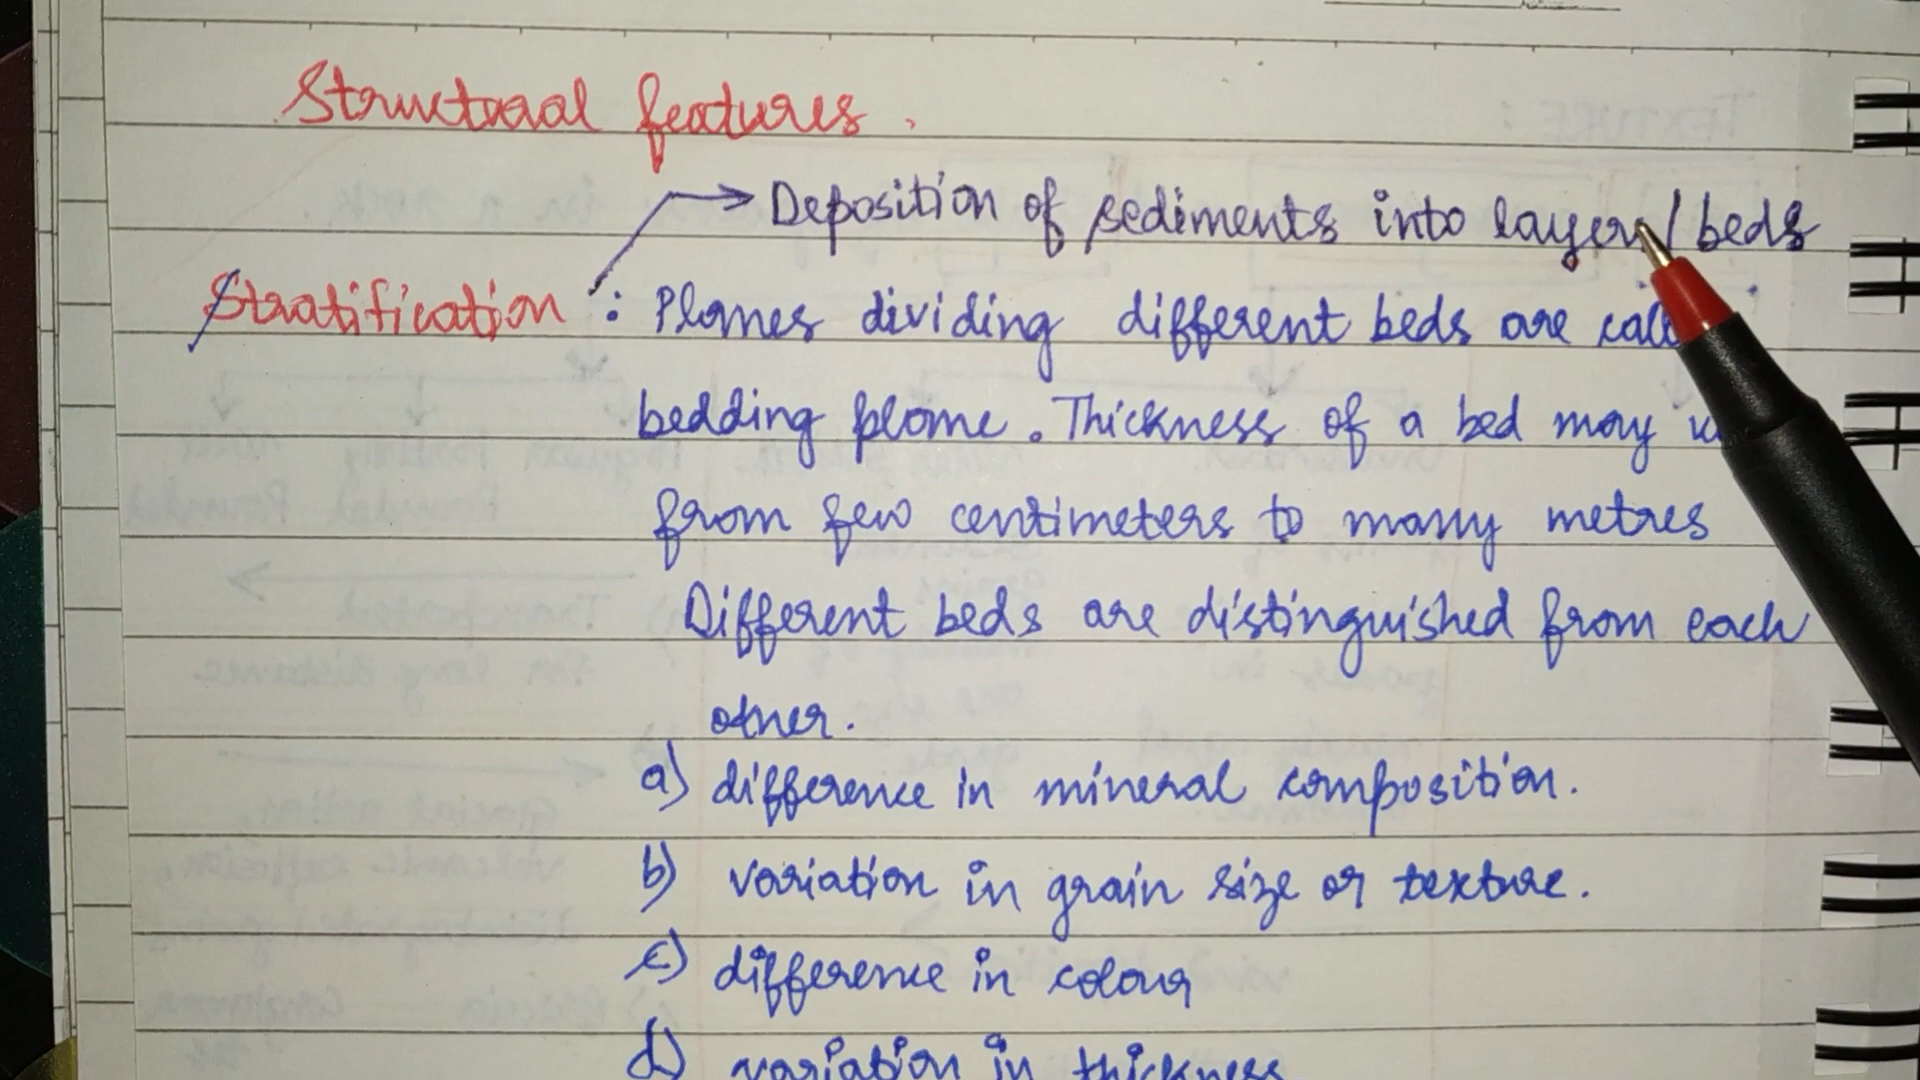 Structural features.
Deposition of sediments into layers/beds
Stratification : Planes dividing different beds are
bedding plane. Thickness of a bed may
from few centimeters to many metres
Different beds are distinguished from each
other.
a) difference in mineral composition.
b) variation in grain size or texture.
c) difference in colour
d) variation in thickness